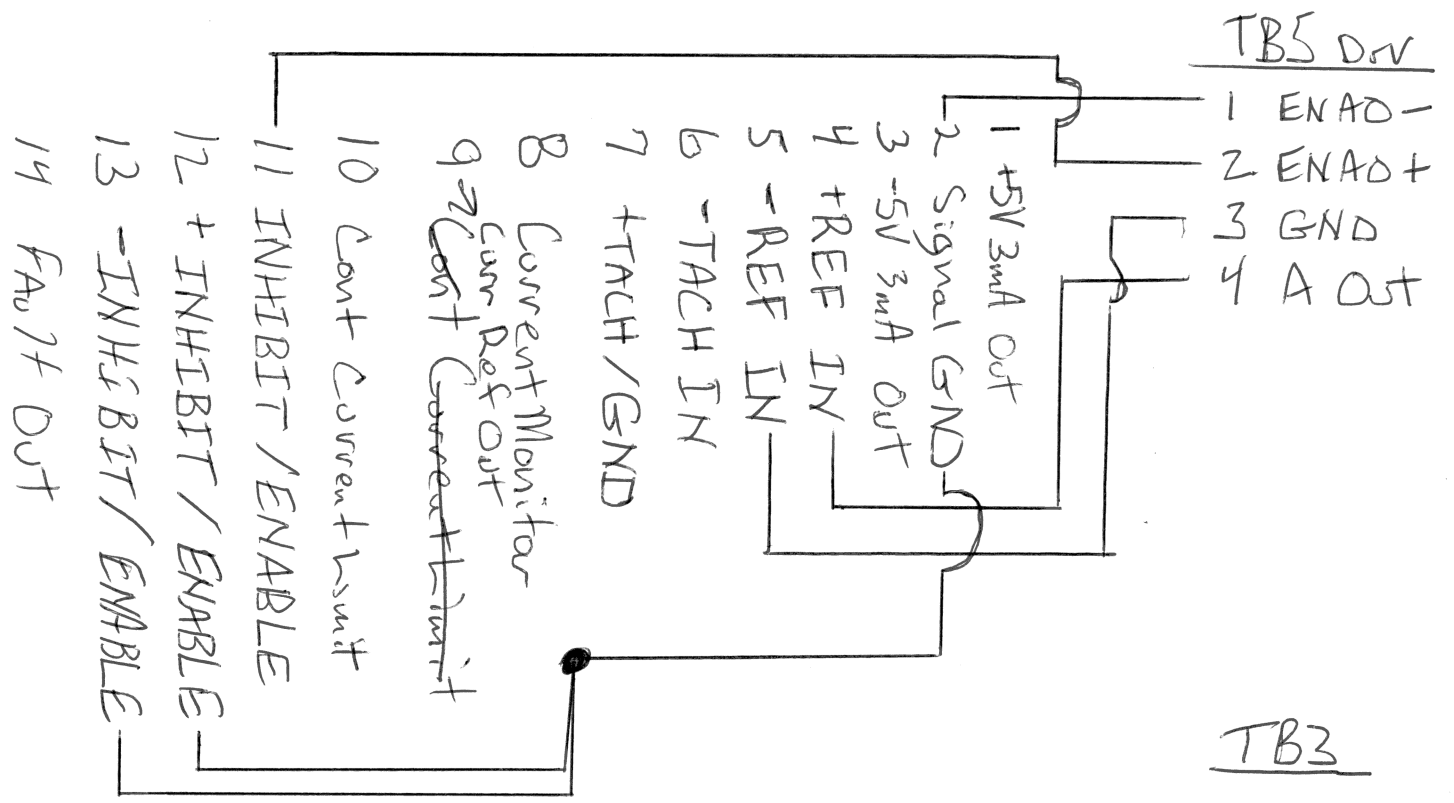 TB5 Drv
1 ENAO-
2 ENAO+
3 GND
4 A Out
1 +5V 3mA Out
2 Signal GND
3 -5V 3mA Out
4 +REF IN
5 -REF IN
6 -TACH IN
7 +TACH/GND
8 Current Monitor
9 → Curr Ref Out
Cont Current Limit
10 Cont Current Limit
11 INHIBIT/ENABLE
12 +INHIBIT/ENABLE
13 -INHIBIT/ENABLE
14 FAult Out
TB3